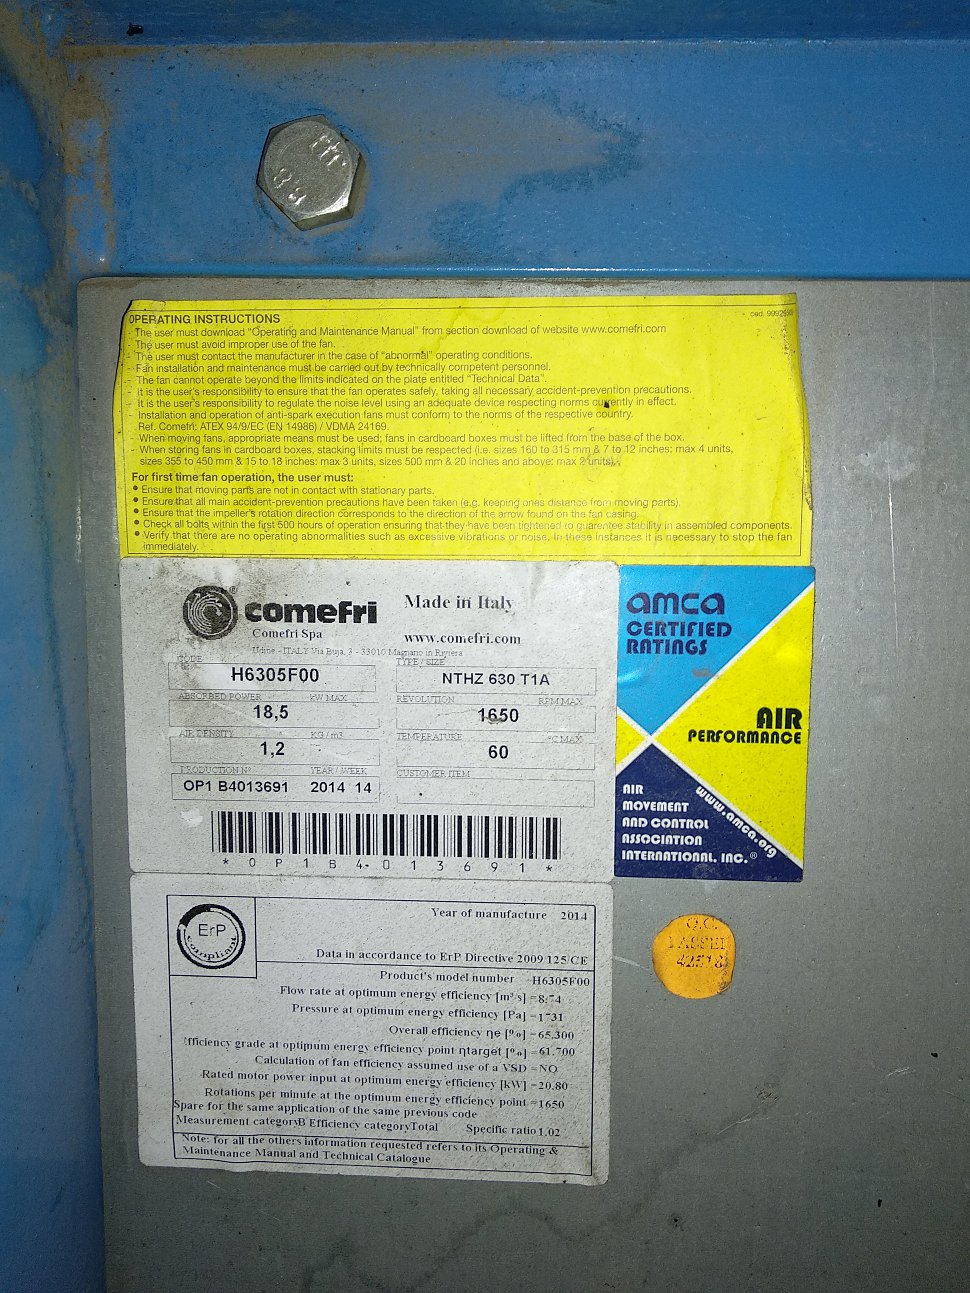 8.8
OPERATING INSTRUCTIONS
- The user must download "Operating and Maintenance Manual" from section download of website www.comefri.com
- The user must avoid improper use of the fan.
- The user must contact the manufacturer in the case of "abnormal" operating conditions.
- Fan installation and maintenance must be carried out by technically competent personnel.
- The fan cannot operate beyond the limits indicated on the plate entitled "Technical Data".
- It is the user's responsibility to ensure that the fan operates safely, taking all necessary accident-prevention precautions.
- It is the user's responsibility to regulate the noise level using an adequate device respecting norms currently in effect.
- Installation and operation of anti-spark execution fans must conform to the norms of the respective country.
Ref. Comefri: ATEX 94/9/EC (EN 14986) / VDMA 24169.
- When moving fans, appropriate means must be used; fans in cardboard boxes must be lifted from the base of the box.
- When storing fans in cardboard boxes, stacking limits must be respected (i.e. sizes 160 to 315 mm & 7 to 12 inches: max 4 units,
sizes 355 to 450 mm & 15 to 18 inches: max 3 units, sizes 500 mm & 20 inches and above: max 2 units).
For first time fan operation, the user must:
• Ensure that moving parts are not in contact with stationary parts.
• Ensure that all main accident-prevention precautions have been taken (e.g. keeping ones distance from moving parts).
• Ensure that the impeller's rotation direction corresponds to the direction of the arrow found on the fan casing.
• Check all bolts within the first 500 hours of operation ensuring that they have been tightened to guarentee stability in assembled components.
• Verify that there are no operating abnormalities such as excessive vibrations or noise. In these instances it is necessary to stop the fan
immediately.
comefri ® Made in Italy
Comefri Spa www.comefri.com
Udine - ITALY Via Buja, 3 - 33010 Magnano in Riviera
CODE TYPE / SIZE
H6305F00 NTHZ 630 T1A
ABSORBED POWER kW MAX REVOLUTION RPM MAX
18,5 1650
AIR DENSITY KG / m3 TEMPERATURE °C MAX
1,2 60
PRODUCTION N° YEAR / WEEK CUSTOMER ITEM
OP1 B4013691 2014 14
*OP1B4013691*
amca
CERTIFIED
RATINGS
AIR
PERFORMANCE
AIR
MOVEMENT
AND CONTROL
ASSOCIATION
INTERNATIONAL, INC.®
www.amca.org
ErP
compliant
Year of manufacture 2014
Data in accordance to ErP Directive 2009/125/CE
Product's model number H6305F00
Flow rate at optimum energy efficiency [m³/s] =8.74
Pressure at optimum energy efficiency [Pa] =1731
Overall efficiency ηe [%] =65.300
fficiency grade at optimum energy efficiency point ηtarget [%] =61.700
Calculation of fan efficiency assumed use of a VSD =NO
Rated motor power input at optimum energy efficiency [kW] =20.80
Rotations per minute at the optimum energy efficiency point =1650
Spare for the same application of the same previous code
Measurement categoryB Efficiency categoryTotal Specific ratio 1.02
Note: for all the others information requested refers to its Operating &
Maintenance Manual and Technical Catalogue
Q.C.
PASSED